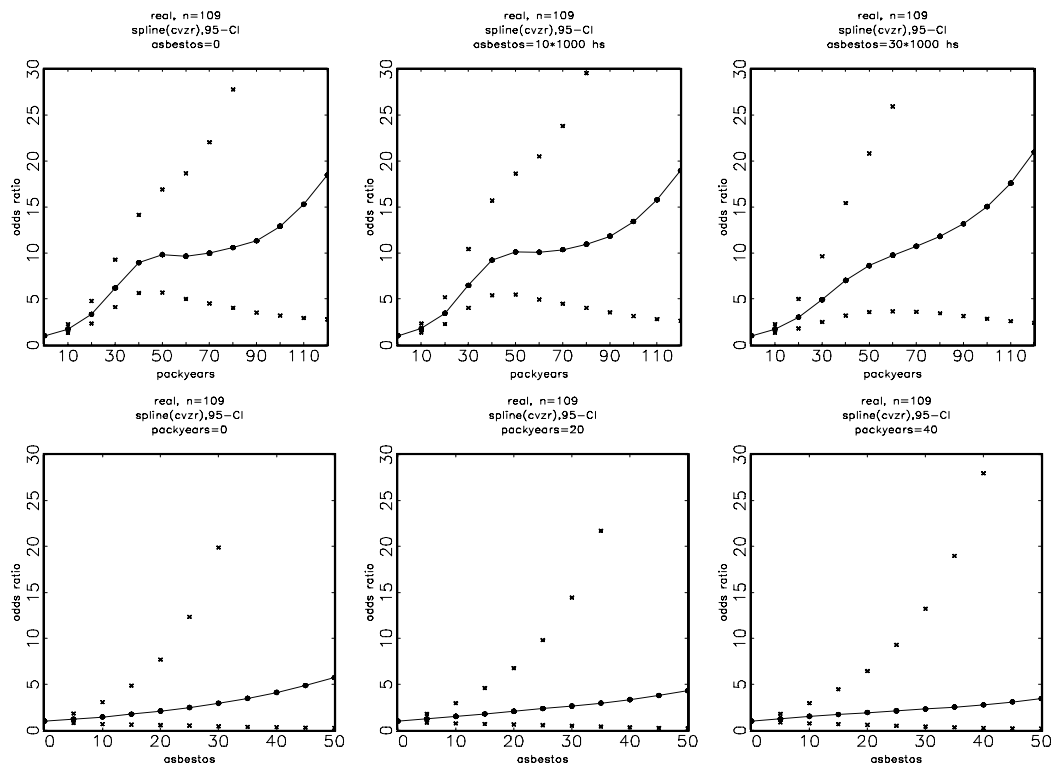 real, n=109
spline(cvzr),95-CI
asbestos=0
odds ratio
30
25
20
15
10
5
0
10 30 50 70 90 110
packyears
real, n=109
spline(cvzr),95-CI
asbestos=10*1000 hs
odds ratio
30
25
20
15
10
5
0
10 30 50 70 90 110
packyears
real, n=109
spline(cvzr),95-CI
asbestos=30*1000 hs
odds ratio
30
25
20
15
10
5
0
10 30 50 70 90 110
packyears
real, n=109
spline(cvzr),95-CI
packyears=0
odds ratio
30
25
20
15
10
5
0
0 10 20 30 40 50
asbestos
real, n=109
spline(cvzr),95-CI
packyears=20
odds ratio
30
25
20
15
10
5
0
0 10 20 30 40 50
asbestos
real, n=109
spline(cvzr),95-CI
packyears=40
odds ratio
30
25
20
15
10
5
0
0 10 20 30 40 50
asbestos